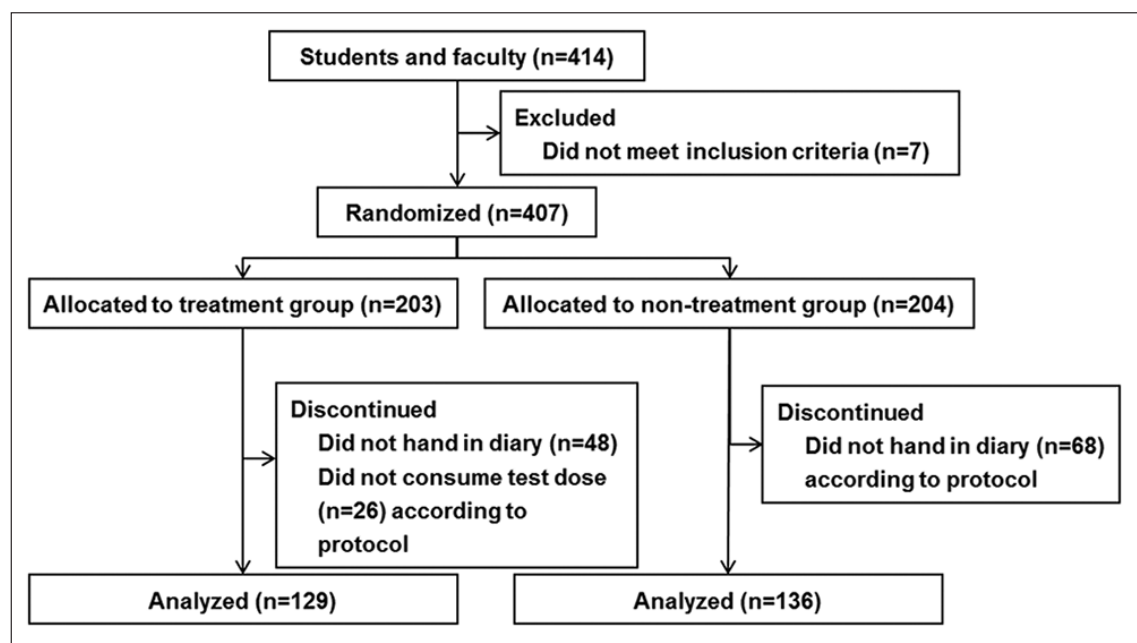 Students and faculty (n=414)
Excluded
Did not meet inclusion criteria (n=7)
Randomized (n=407)
Allocated to treatment group (n=203)
Allocated to non-treatment group (n=204)
Discontinued
Did not hand in diary (n=48)
Did not consume test dose
(n=26) according to
protocol
Discontinued
Did not hand in diary (n=68)
according to protocol
Analyzed (n=129)
Analyzed (n=136)